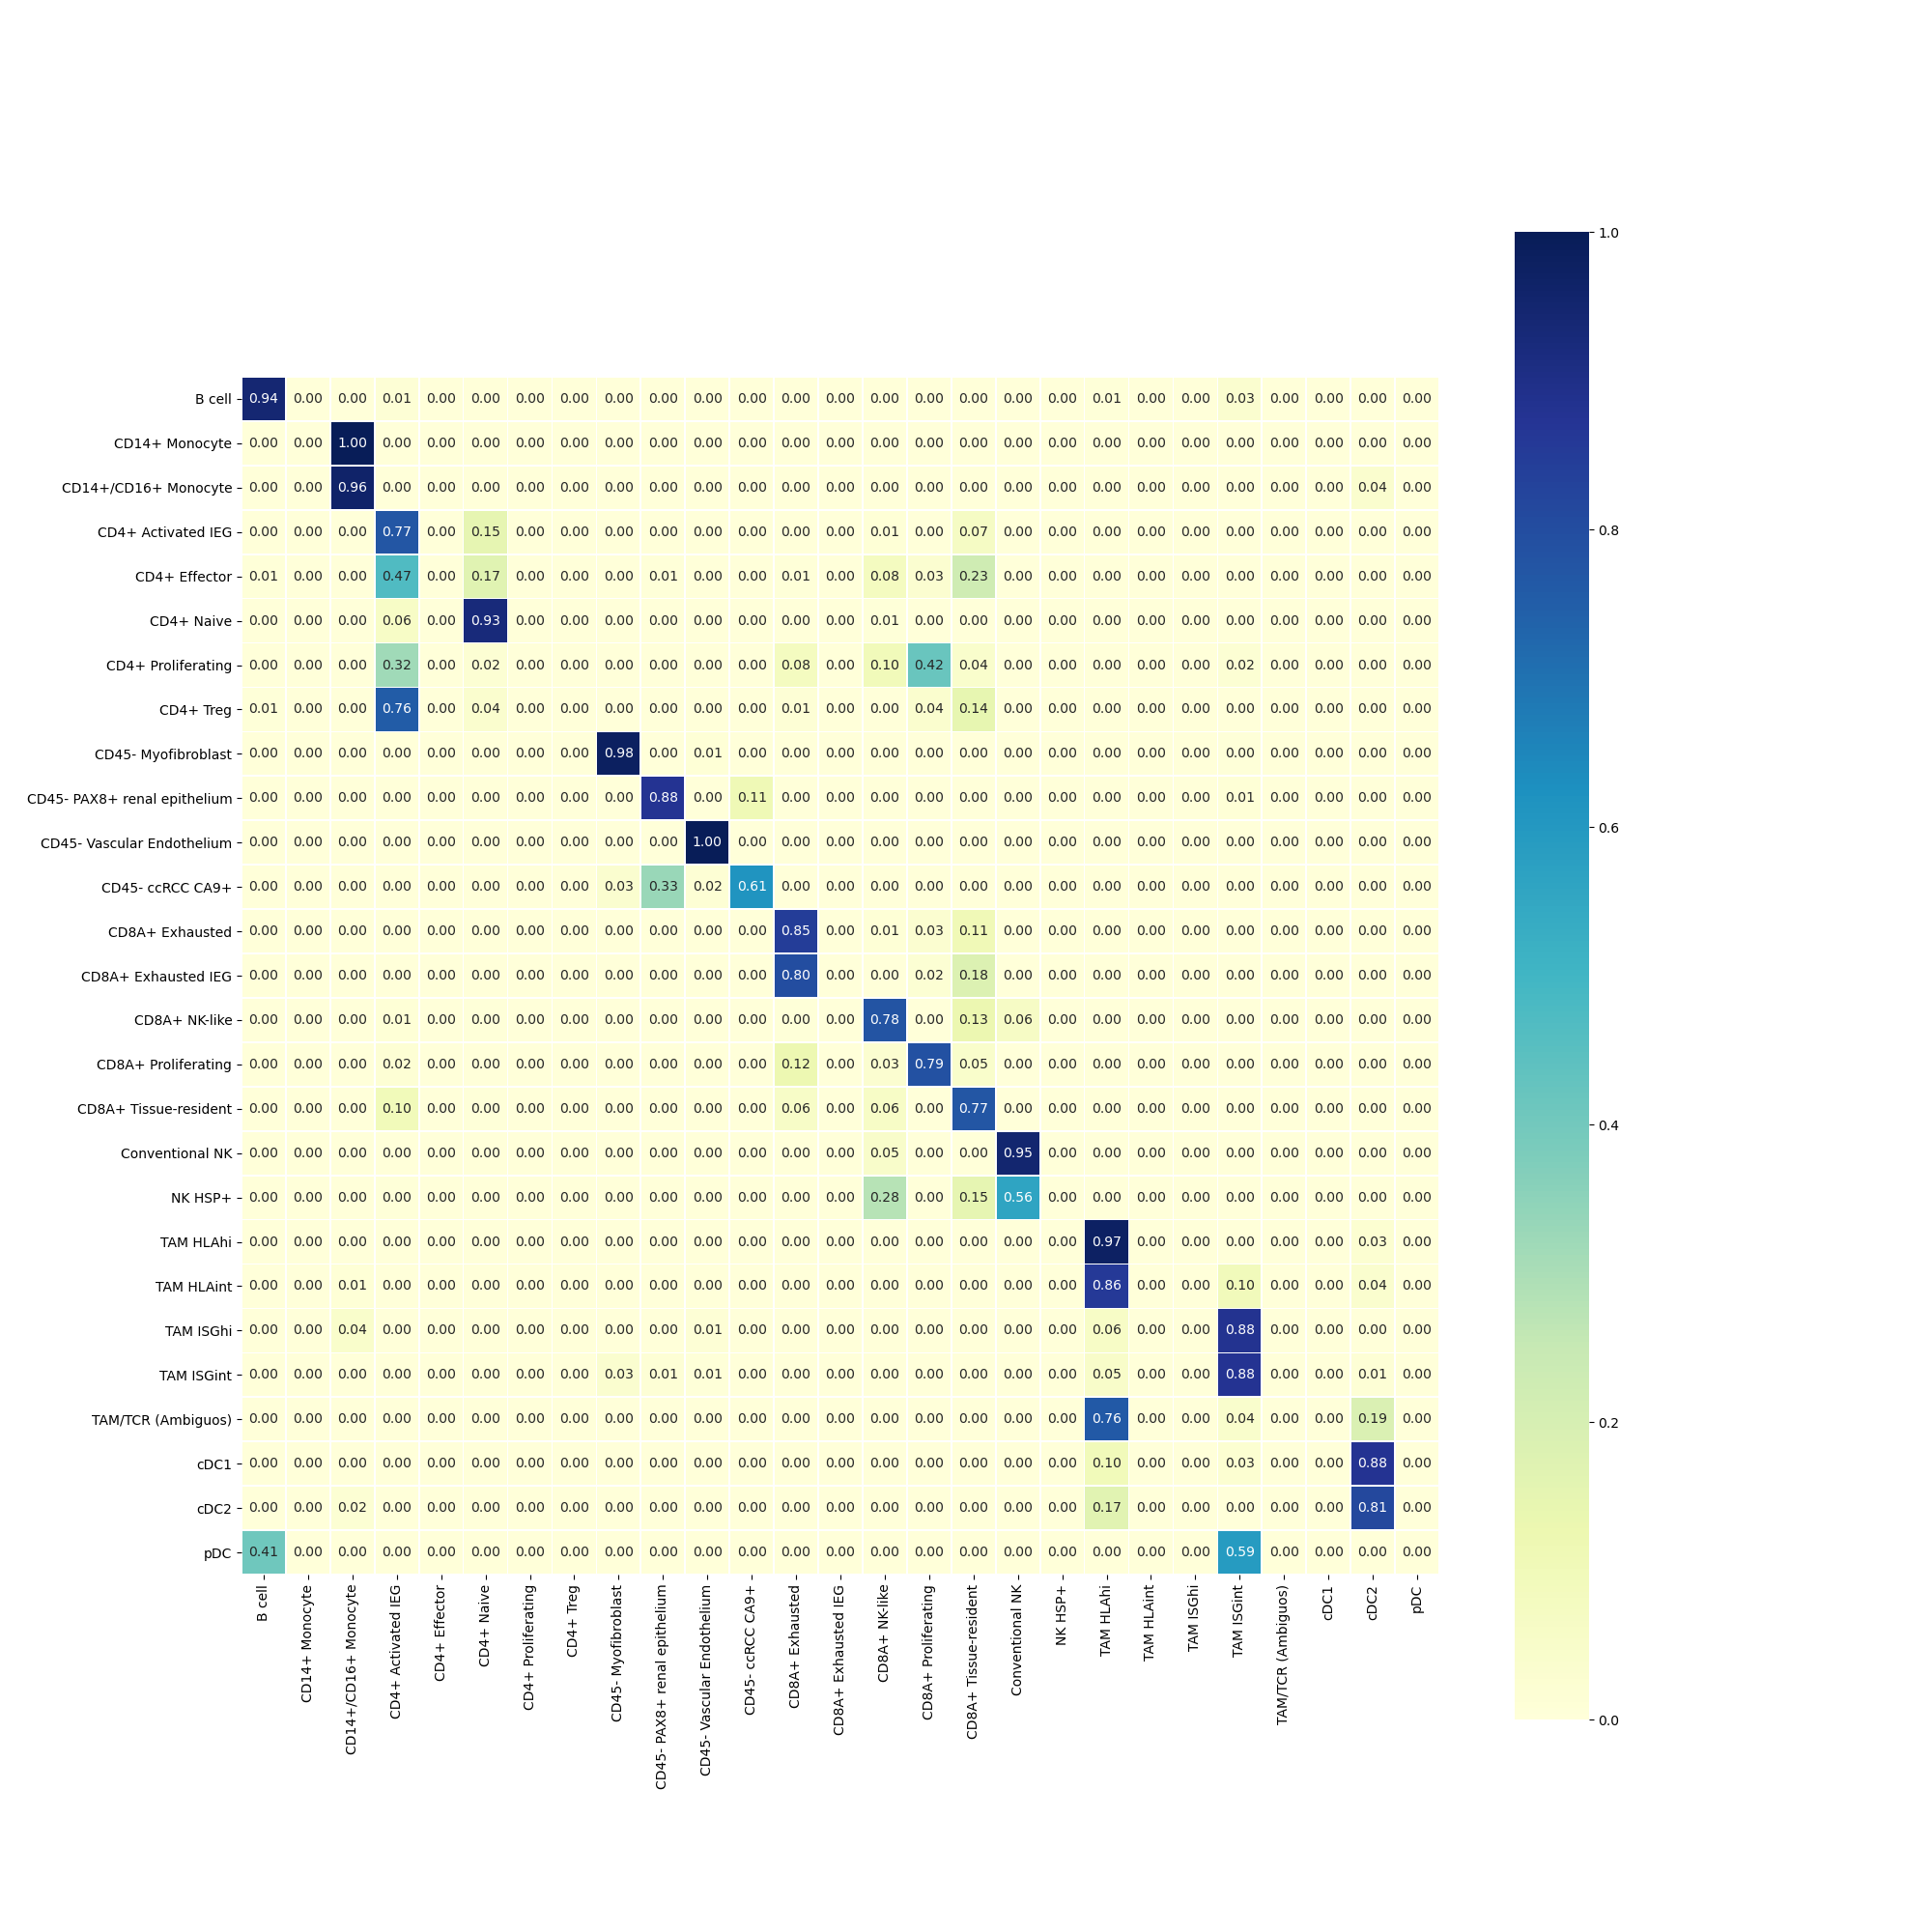 B cell 0.94 0.00 0.00 0.01 0.00 0.00 0.00 0.00 0.00 0.00 0.00 0.00 0.00 0.00 0.00 0.00 0.00 0.00 0.00 0.01 0.00 0.00 0.03 0.00 0.00 0.00 0.00
CD14+ Monocyte 0.00 0.00 1.00 0.00 0.00 0.00 0.00 0.00 0.00 0.00 0.00 0.00 0.00 0.00 0.00 0.00 0.00 0.00 0.00 0.00 0.00 0.00 0.00 0.00 0.00 0.00 0.00
CD14+/CD16+ Monocyte 0.00 0.00 0.96 0.00 0.00 0.00 0.00 0.00 0.00 0.00 0.00 0.00 0.00 0.00 0.00 0.00 0.00 0.00 0.00 0.00 0.00 0.00 0.00 0.00 0.00 0.04 0.00
CD4+ Activated IEG 0.00 0.00 0.00 0.77 0.00 0.15 0.00 0.00 0.00 0.00 0.00 0.00 0.00 0.00 0.01 0.00 0.07 0.00 0.00 0.00 0.00 0.00 0.00 0.00 0.00 0.00 0.00
CD4+ Effector 0.01 0.00 0.00 0.47 0.00 0.17 0.00 0.00 0.00 0.01 0.00 0.00 0.01 0.00 0.08 0.03 0.23 0.00 0.00 0.00 0.00 0.00 0.00 0.00 0.00 0.00 0.00
CD4+ Naive 0.00 0.00 0.00 0.06 0.00 0.93 0.00 0.00 0.00 0.00 0.00 0.00 0.00 0.00 0.01 0.00 0.00 0.00 0.00 0.00 0.00 0.00 0.00 0.00 0.00 0.00 0.00
CD4+ Proliferating 0.00 0.00 0.00 0.32 0.00 0.02 0.00 0.00 0.00 0.00 0.00 0.00 0.08 0.00 0.10 0.42 0.04 0.00 0.00 0.00 0.00 0.00 0.02 0.00 0.00 0.00 0.00
CD4+ Treg 0.01 0.00 0.00 0.76 0.00 0.04 0.00 0.00 0.00 0.00 0.00 0.00 0.01 0.00 0.00 0.04 0.14 0.00 0.00 0.00 0.00 0.00 0.00 0.00 0.00 0.00 0.00
CD45- Myofibroblast 0.00 0.00 0.00 0.00 0.00 0.00 0.00 0.00 0.98 0.00 0.01 0.00 0.00 0.00 0.00 0.00 0.00 0.00 0.00 0.00 0.00 0.00 0.00 0.00 0.00 0.00 0.00
CD45- PAX8+ renal epithelium 0.00 0.00 0.00 0.00 0.00 0.00 0.00 0.00 0.00 0.88 0.00 0.11 0.00 0.00 0.00 0.00 0.00 0.00 0.00 0.00 0.00 0.00 0.01 0.00 0.00 0.00 0.00
CD45- Vascular Endothelium 0.00 0.00 0.00 0.00 0.00 0.00 0.00 0.00 0.00 0.00 1.00 0.00 0.00 0.00 0.00 0.00 0.00 0.00 0.00 0.00 0.00 0.00 0.00 0.00 0.00 0.00 0.00
CD45- ccRCC CA9+ 0.00 0.00 0.00 0.00 0.00 0.00 0.00 0.00 0.03 0.33 0.02 0.61 0.00 0.00 0.00 0.00 0.00 0.00 0.00 0.00 0.00 0.00 0.00 0.00 0.00 0.00 0.00
CD8A+ Exhausted 0.00 0.00 0.00 0.00 0.00 0.00 0.00 0.00 0.00 0.00 0.00 0.00 0.85 0.00 0.01 0.03 0.11 0.00 0.00 0.00 0.00 0.00 0.00 0.00 0.00 0.00 0.00
CD8A+ Exhausted IEG 0.00 0.00 0.00 0.00 0.00 0.00 0.00 0.00 0.00 0.00 0.00 0.00 0.80 0.00 0.00 0.02 0.18 0.00 0.00 0.00 0.00 0.00 0.00 0.00 0.00 0.00 0.00
CD8A+ NK-like 0.00 0.00 0.00 0.01 0.00 0.00 0.00 0.00 0.00 0.00 0.00 0.00 0.00 0.00 0.78 0.00 0.13 0.06 0.00 0.00 0.00 0.00 0.00 0.00 0.00 0.00 0.00
CD8A+ Proliferating 0.00 0.00 0.00 0.02 0.00 0.00 0.00 0.00 0.00 0.00 0.00 0.00 0.12 0.00 0.03 0.79 0.05 0.00 0.00 0.00 0.00 0.00 0.00 0.00 0.00 0.00 0.00
CD8A+ Tissue-resident 0.00 0.00 0.00 0.10 0.00 0.00 0.00 0.00 0.00 0.00 0.00 0.00 0.06 0.00 0.06 0.00 0.77 0.00 0.00 0.00 0.00 0.00 0.00 0.00 0.00 0.00 0.00
Conventional NK 0.00 0.00 0.00 0.00 0.00 0.00 0.00 0.00 0.00 0.00 0.00 0.00 0.00 0.00 0.05 0.00 0.00 0.95 0.00 0.00 0.00 0.00 0.00 0.00 0.00 0.00 0.00
NK HSP+ 0.00 0.00 0.00 0.00 0.00 0.00 0.00 0.00 0.00 0.00 0.00 0.00 0.00 0.00 0.28 0.00 0.15 0.56 0.00 0.00 0.00 0.00 0.00 0.00 0.00 0.00 0.00
TAM HLAhi 0.00 0.00 0.00 0.00 0.00 0.00 0.00 0.00 0.00 0.00 0.00 0.00 0.00 0.00 0.00 0.00 0.00 0.00 0.00 0.97 0.00 0.00 0.00 0.00 0.00 0.03 0.00
TAM HLAint 0.00 0.00 0.01 0.00 0.00 0.00 0.00 0.00 0.00 0.00 0.00 0.00 0.00 0.00 0.00 0.00 0.00 0.00 0.00 0.86 0.00 0.00 0.10 0.00 0.00 0.04 0.00
TAM ISGhi 0.00 0.00 0.04 0.00 0.00 0.00 0.00 0.00 0.00 0.00 0.01 0.00 0.00 0.00 0.00 0.00 0.00 0.00 0.00 0.06 0.00 0.00 0.88 0.00 0.00 0.00 0.00
TAM ISGint 0.00 0.00 0.00 0.00 0.00 0.00 0.00 0.00 0.03 0.01 0.01 0.00 0.00 0.00 0.00 0.00 0.00 0.00 0.00 0.05 0.00 0.00 0.88 0.00 0.00 0.01 0.00
TAM/TCR (Ambiguos) 0.00 0.00 0.00 0.00 0.00 0.00 0.00 0.00 0.00 0.00 0.00 0.00 0.00 0.00 0.00 0.00 0.00 0.00 0.00 0.76 0.00 0.00 0.04 0.00 0.00 0.19 0.00
cDC1 0.00 0.00 0.00 0.00 0.00 0.00 0.00 0.00 0.00 0.00 0.00 0.00 0.00 0.00 0.00 0.00 0.00 0.00 0.00 0.10 0.00 0.00 0.03 0.00 0.00 0.88 0.00
cDC2 0.00 0.00 0.02 0.00 0.00 0.00 0.00 0.00 0.00 0.00 0.00 0.00 0.00 0.00 0.00 0.00 0.00 0.00 0.00 0.17 0.00 0.00 0.00 0.00 0.00 0.81 0.00
pDC 0.41 0.00 0.00 0.00 0.00 0.00 0.00 0.00 0.00 0.00 0.00 0.00 0.00 0.00 0.00 0.00 0.00 0.00 0.00 0.00 0.00 0.00 0.59 0.00 0.00 0.00 0.00
B cell
CD14+ Monocyte
CD14+/CD16+ Monocyte
CD4+ Activated IEG
CD4+ Effector
CD4+ Naive
CD4+ Proliferating
CD4+ Treg
CD45- Myofibroblast
CD45- PAX8+ renal epithelium
CD45- Vascular Endothelium
CD45- ccRCC CA9+
CD8A+ Exhausted
CD8A+ Exhausted IEG
CD8A+ NK-like
CD8A+ Proliferating
CD8A+ Tissue-resident
Conventional NK
NK HSP+
TAM HLAhi
TAM HLAint
TAM ISGhi
TAM ISGint
TAM/TCR (Ambiguos)
cDC1
cDC2
pDC
1.0
0.8
0.6
0.4
0.2
0.0